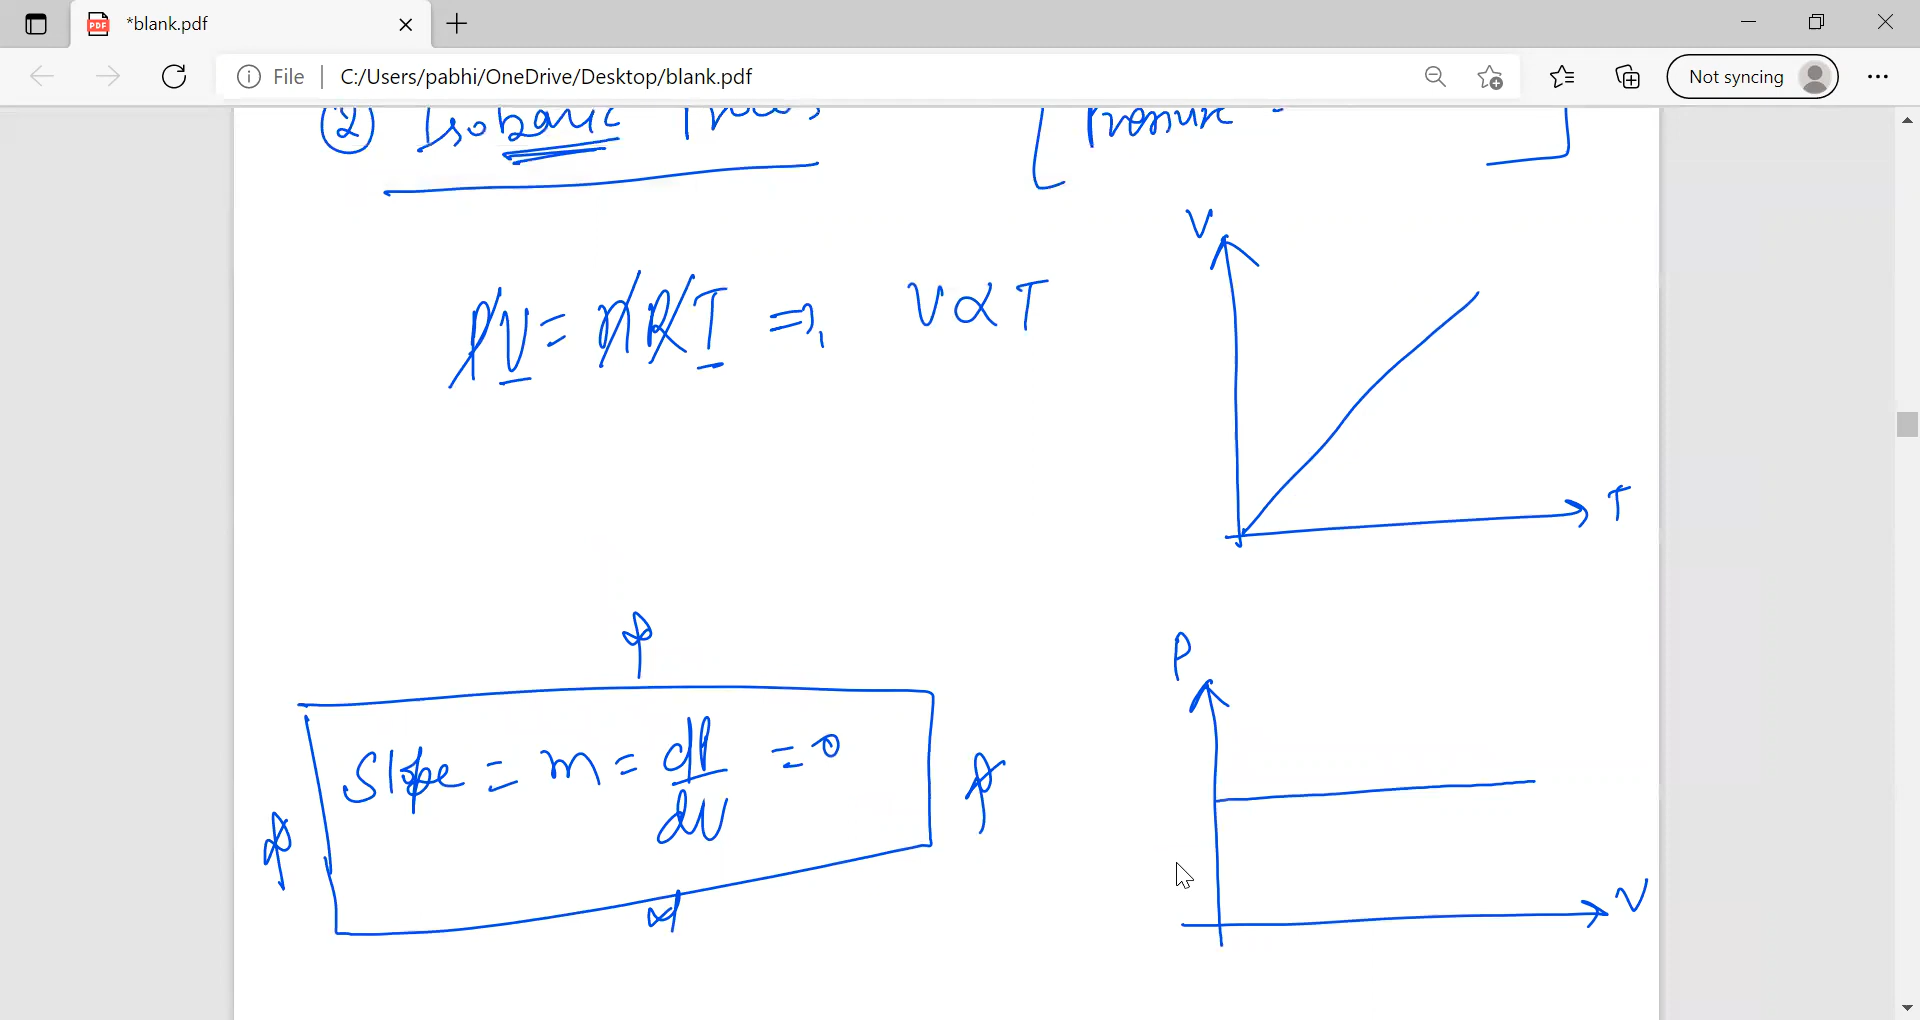 *blank.pdf
File | C:/Users/pabhi/OneDrive/Desktop/blank.pdf
Not syncing
② Isobaric
[ Pressure = ]
PV = nRT ⇒, V ∝ T
V
T
Slope = m = dP/dV = 0
P
V